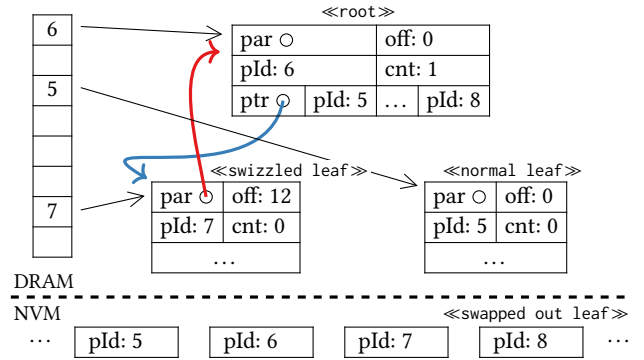 ≪root≫
6
par
off: 0
pId: 6
cnt: 1
5
ptr
pId: 5
...
pId: 8
≪swizzled leaf≫
≪normal leaf≫
7
par
off: 12
par
off: 0
pId: 7
cnt: 0
pId: 5
cnt: 0
...
...
DRAM
NVM
≪swapped out leaf≫
...
pId: 5
pId: 6
pId: 7
pId: 8
...